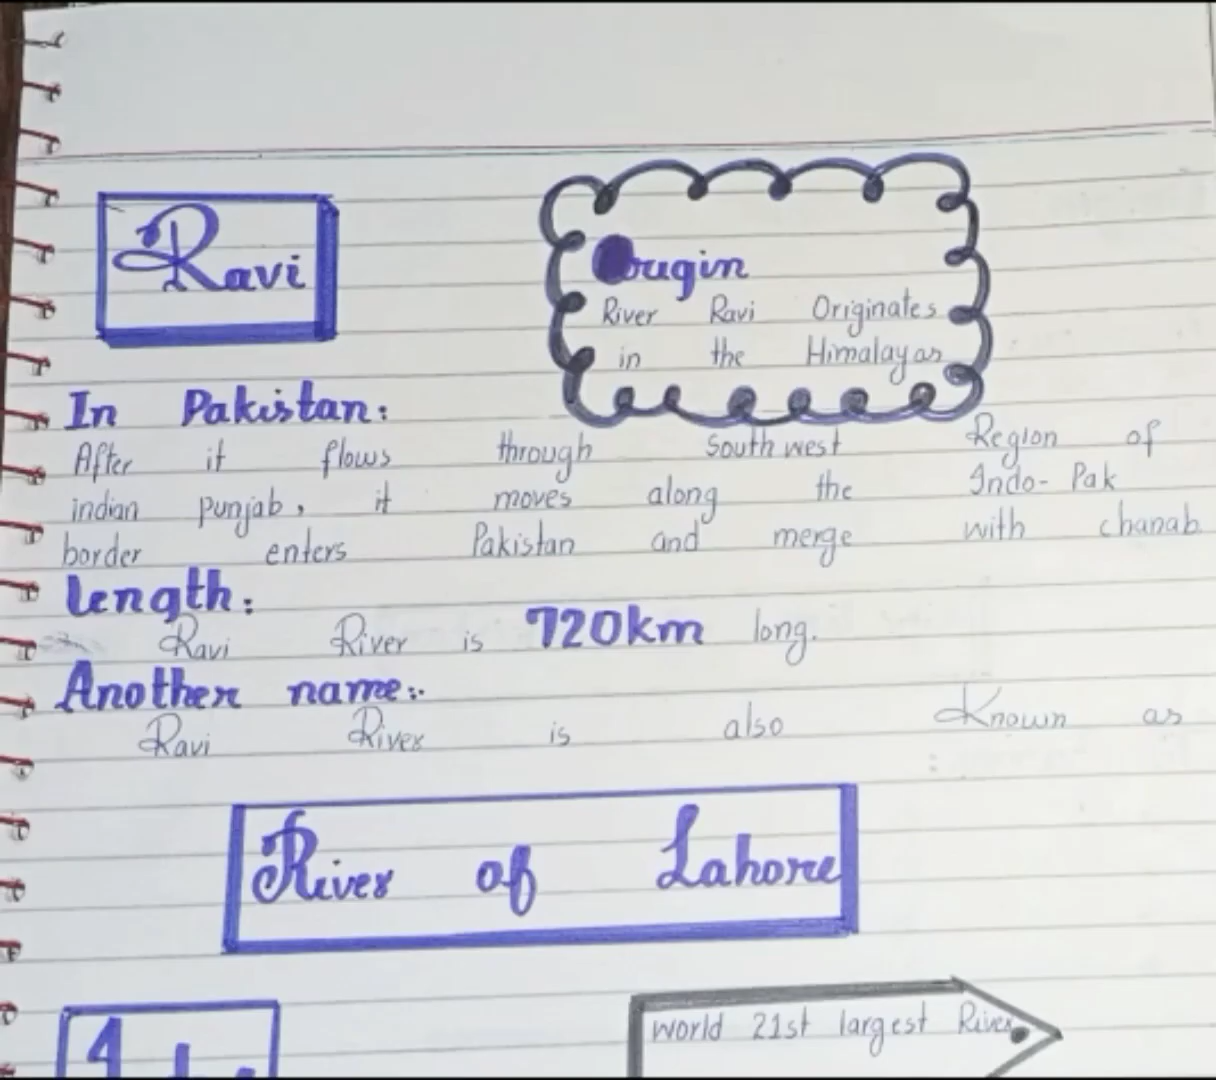 Ravi
Origin
River Ravi Originates
in the Himalayas
In Pakistan:
After it flows through South west Region of
indian punjab, it moves along the Indo-Pak
border enters Pakistan and merge with chanab
Length:
Ravi River is 720km long.
Another name:.
Ravi River is also Known as
:
River of Lahore
4
world 21st largest River.